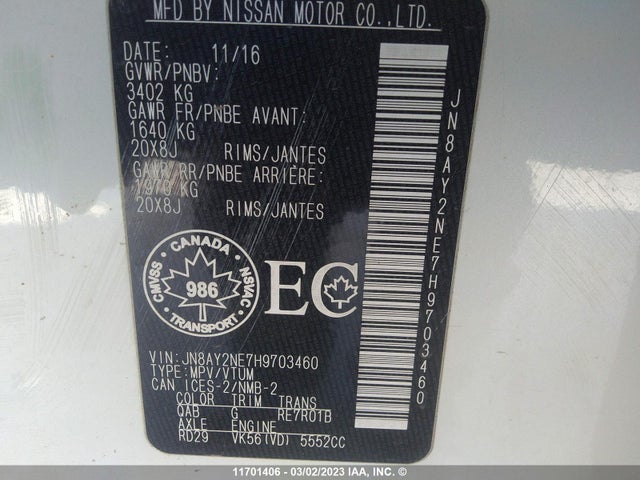 MFD BY NISSAN MOTOR CO.,LTD.
DATE: 11/16
GVWR/PNBV:
3402 KG
GAWR FR/PNBE AVANT:
1640 KG
20X8J RIMS/JANTES
GAWR/RR/PNBE ARRIÈRE:
1979 KG
20X8J RIMS/JANTES
CANADA
CMVSS 986 NSVAC
TRANSPORT
EC
VIN: JN8AY2NE7H9703460
TYPE: MPV/VTUM
CAN ICES-2/NMB-2
COLOR TRIM TRANS
QAB G RE7R01B
AXLE ENGINE
RD29 VK56(VD) 5552CC
JN8AY2NE7H9703460
11701406 - 03/02/2023 IAA, INC.